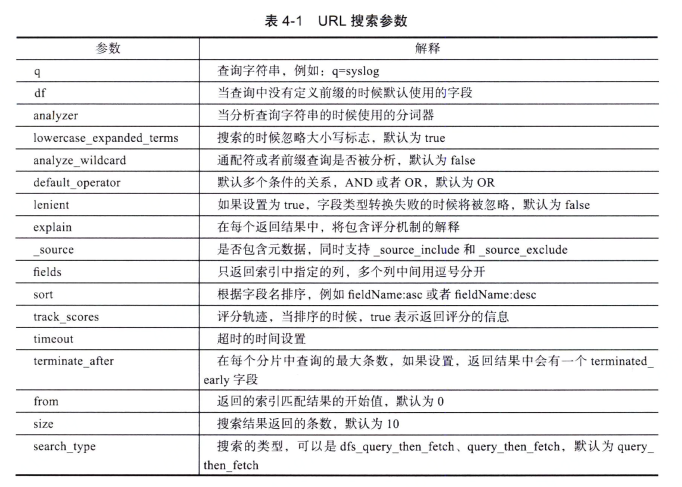 表 4-1 URL 搜索参数
参数 解释
q 查询字符串，例如：q=syslog
df 当查询中没有定义前缀的时候默认使用的字段
analyzer 当分析查询字符串的时候使用的分词器
lowercase_expanded_terms 搜索的时候忽略大小写标志，默认为 true
analyze_wildcard 通配符或者前缀查询是否被分析，默认为 false
default_operator 默认多个条件的关系，AND 或者 OR，默认为 OR
lenient 如果设置为 true，字段类型转换失败的时候将被忽略，默认为 false
explain 在每个返回结果中，将包含评分机制的解释
_source 是否包含元数据，同时支持 _source_include 和 _source_exclude
fields 只返回索引中指定的列，多个列中间用逗号分开
sort 根据字段名排序，例如 fieldName:asc 或者 fieldName:desc
track_scores 评分轨迹，当排序的时候，true 表示返回评分的信息
timeout 超时的时间设置
terminate_after 在每个分片中查询的最大条数，如果设置，返回结果中会有一个 terminated_
early 字段
from 返回的索引匹配结果的开始值，默认为 0
size 搜索结果返回的条数，默认为 10
search_type 搜索的类型，可以是 dfs_query_then_fetch、query_then_fetch，默认为 query_
then_fetch